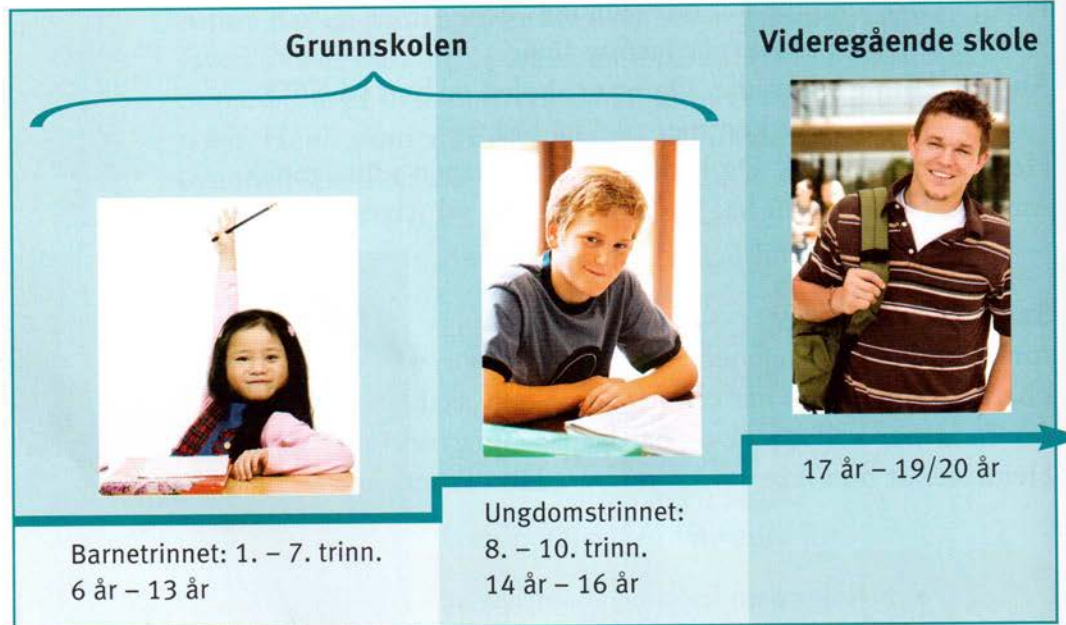 Grunnskolen
Videregående skole
Barnetrinnet: 1. – 7. trinn.
6 år – 13 år
Ungdomstrinnet:
8. – 10. trinn.
14 år – 16 år
17 år – 19/20 år